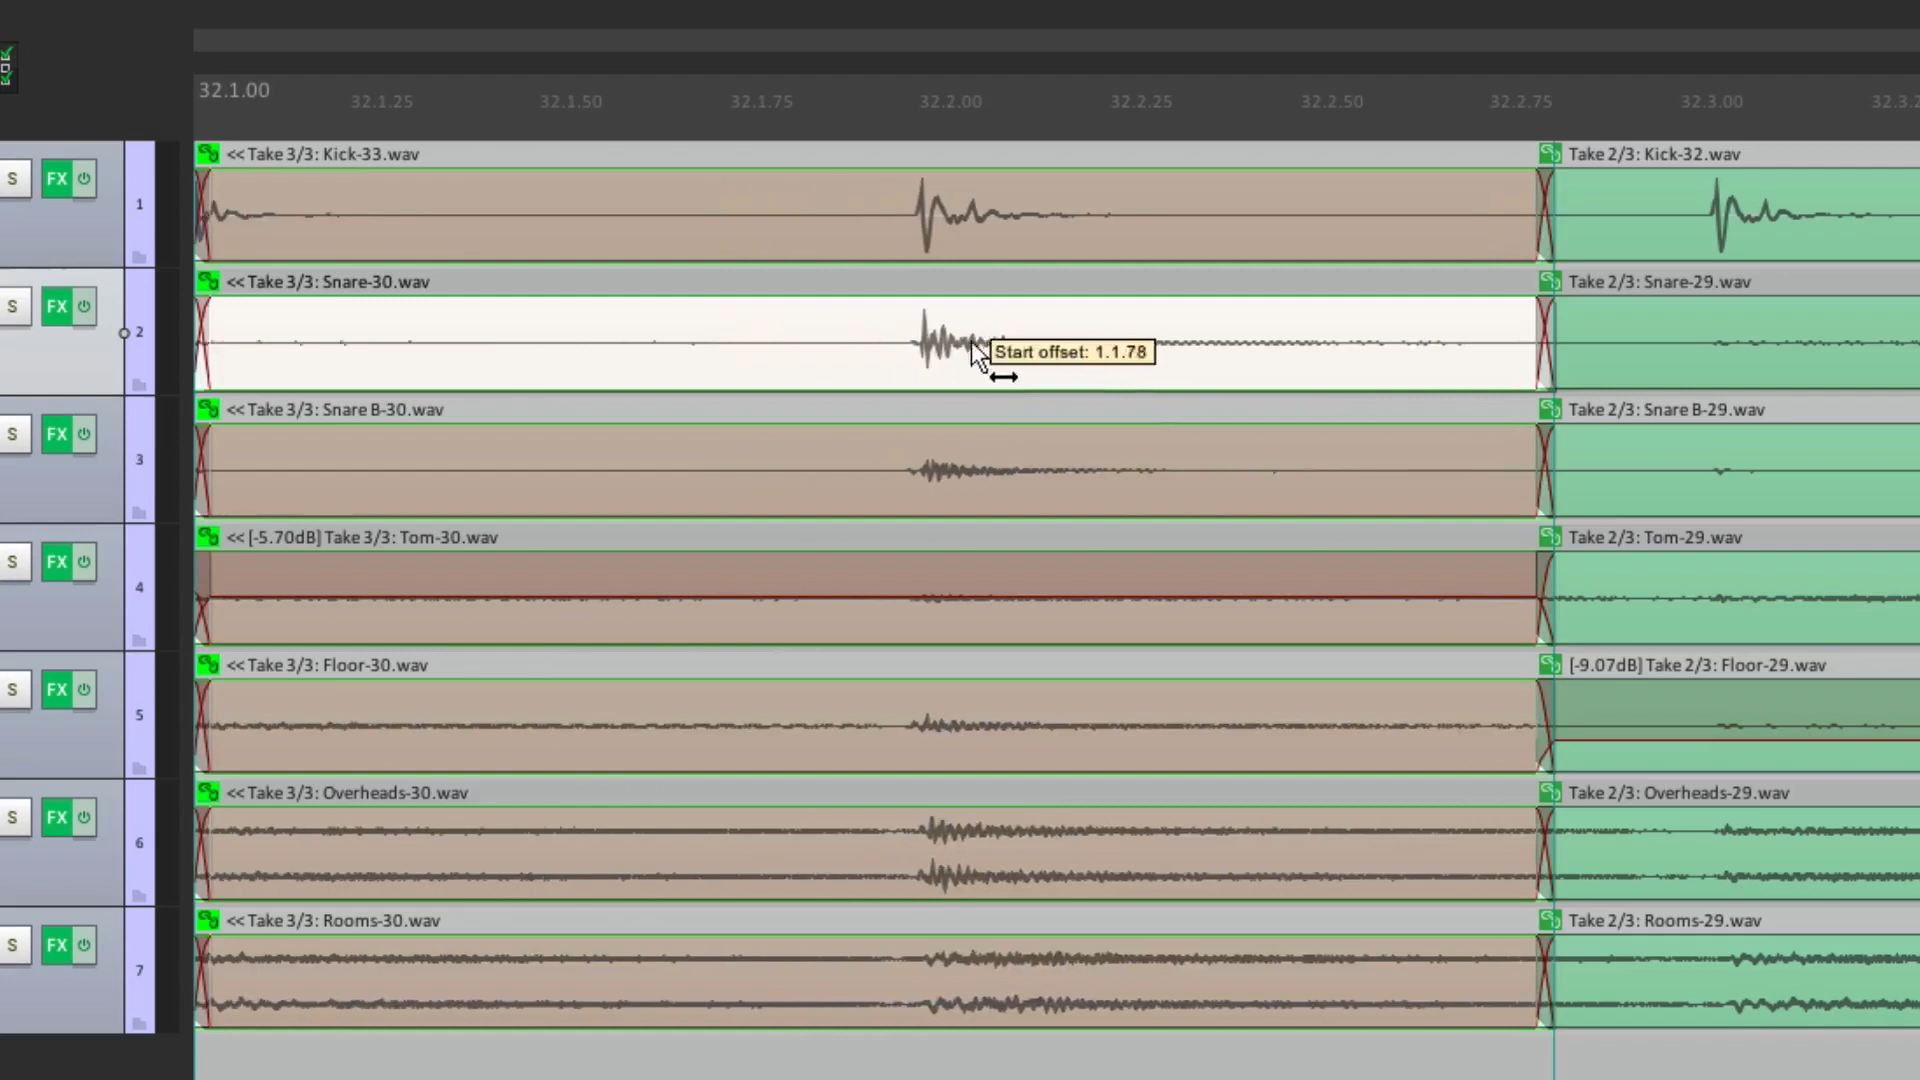 32.1.00 32.1.25 32.1.50 32.1.75 32.2.00 32.2.25 32.2.50 32.2.75 32.3.00
<< Take 3/3: Kick-33.wav Take 2/3: Kick-32.wav
S FX 1
<< Take 3/3: Snare-30.wav Take 2/3: Snare-29.wav
S FX 2
Start offset: 1.1.78
<< Take 3/3: Snare B-30.wav Take 2/3: Snare B-29.wav
S FX 3
<< [-5.70dB] Take 3/3: Tom-30.wav Take 2/3: Tom-29.wav
S FX 4
<< Take 3/3: Floor-30.wav [-9.07dB] Take 2/3: Floor-29.wav
S FX 5
<< Take 3/3: Overheads-30.wav Take 2/3: Overheads-29.wav
S FX 6
<< Take 3/3: Rooms-30.wav Take 2/3: Rooms-29.wav
S FX 7